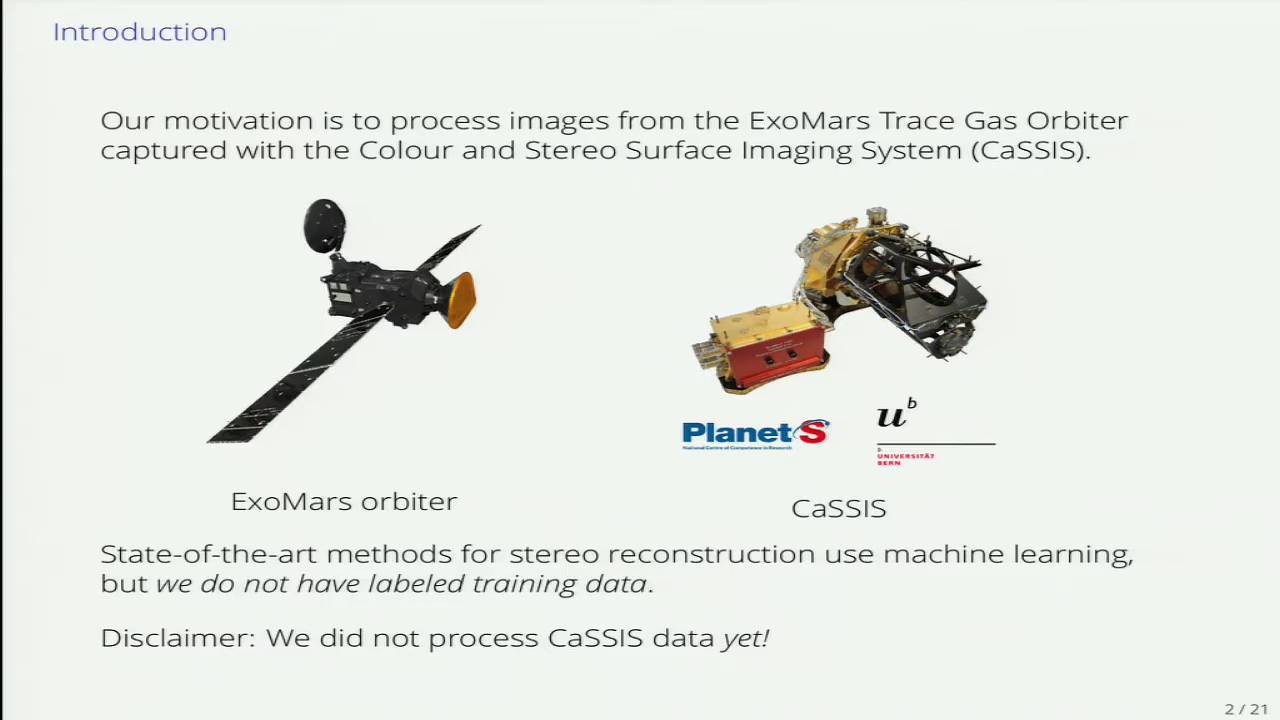 Introduction
Our motivation is to process images from the ExoMars Trace Gas Orbiter
captured with the Colour and Stereo Surface Imaging System (CaSSIS).
PlanetS
National Centre of Competence in Research
u b
b
UNIVERSITÄT
BERN
ExoMars orbiter
CaSSIS
State-of-the-art methods for stereo reconstruction use machine learning,
but we do not have labeled training data.
Disclaimer: We did not process CaSSIS data yet!
2 / 21